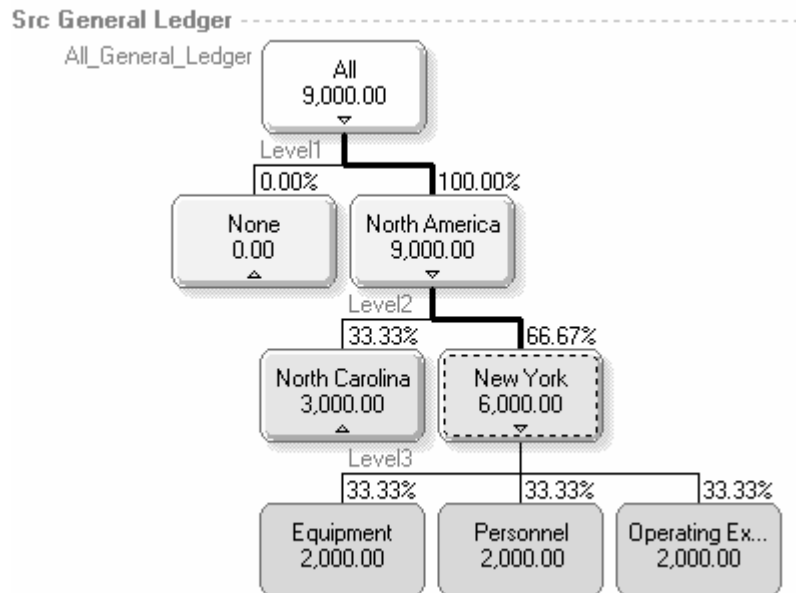 Src General Ledger
All_General_Ledger
All
9,000.00
Level1
0.00% 100.00%
None North America
0.00 9,000.00
Level2
33.33% 66.67%
North Carolina New York
3,000.00 6,000.00
Level3
33.33% 33.33% 33.33%
Equipment Personnel Operating Ex...
2,000.00 2,000.00 2,000.00